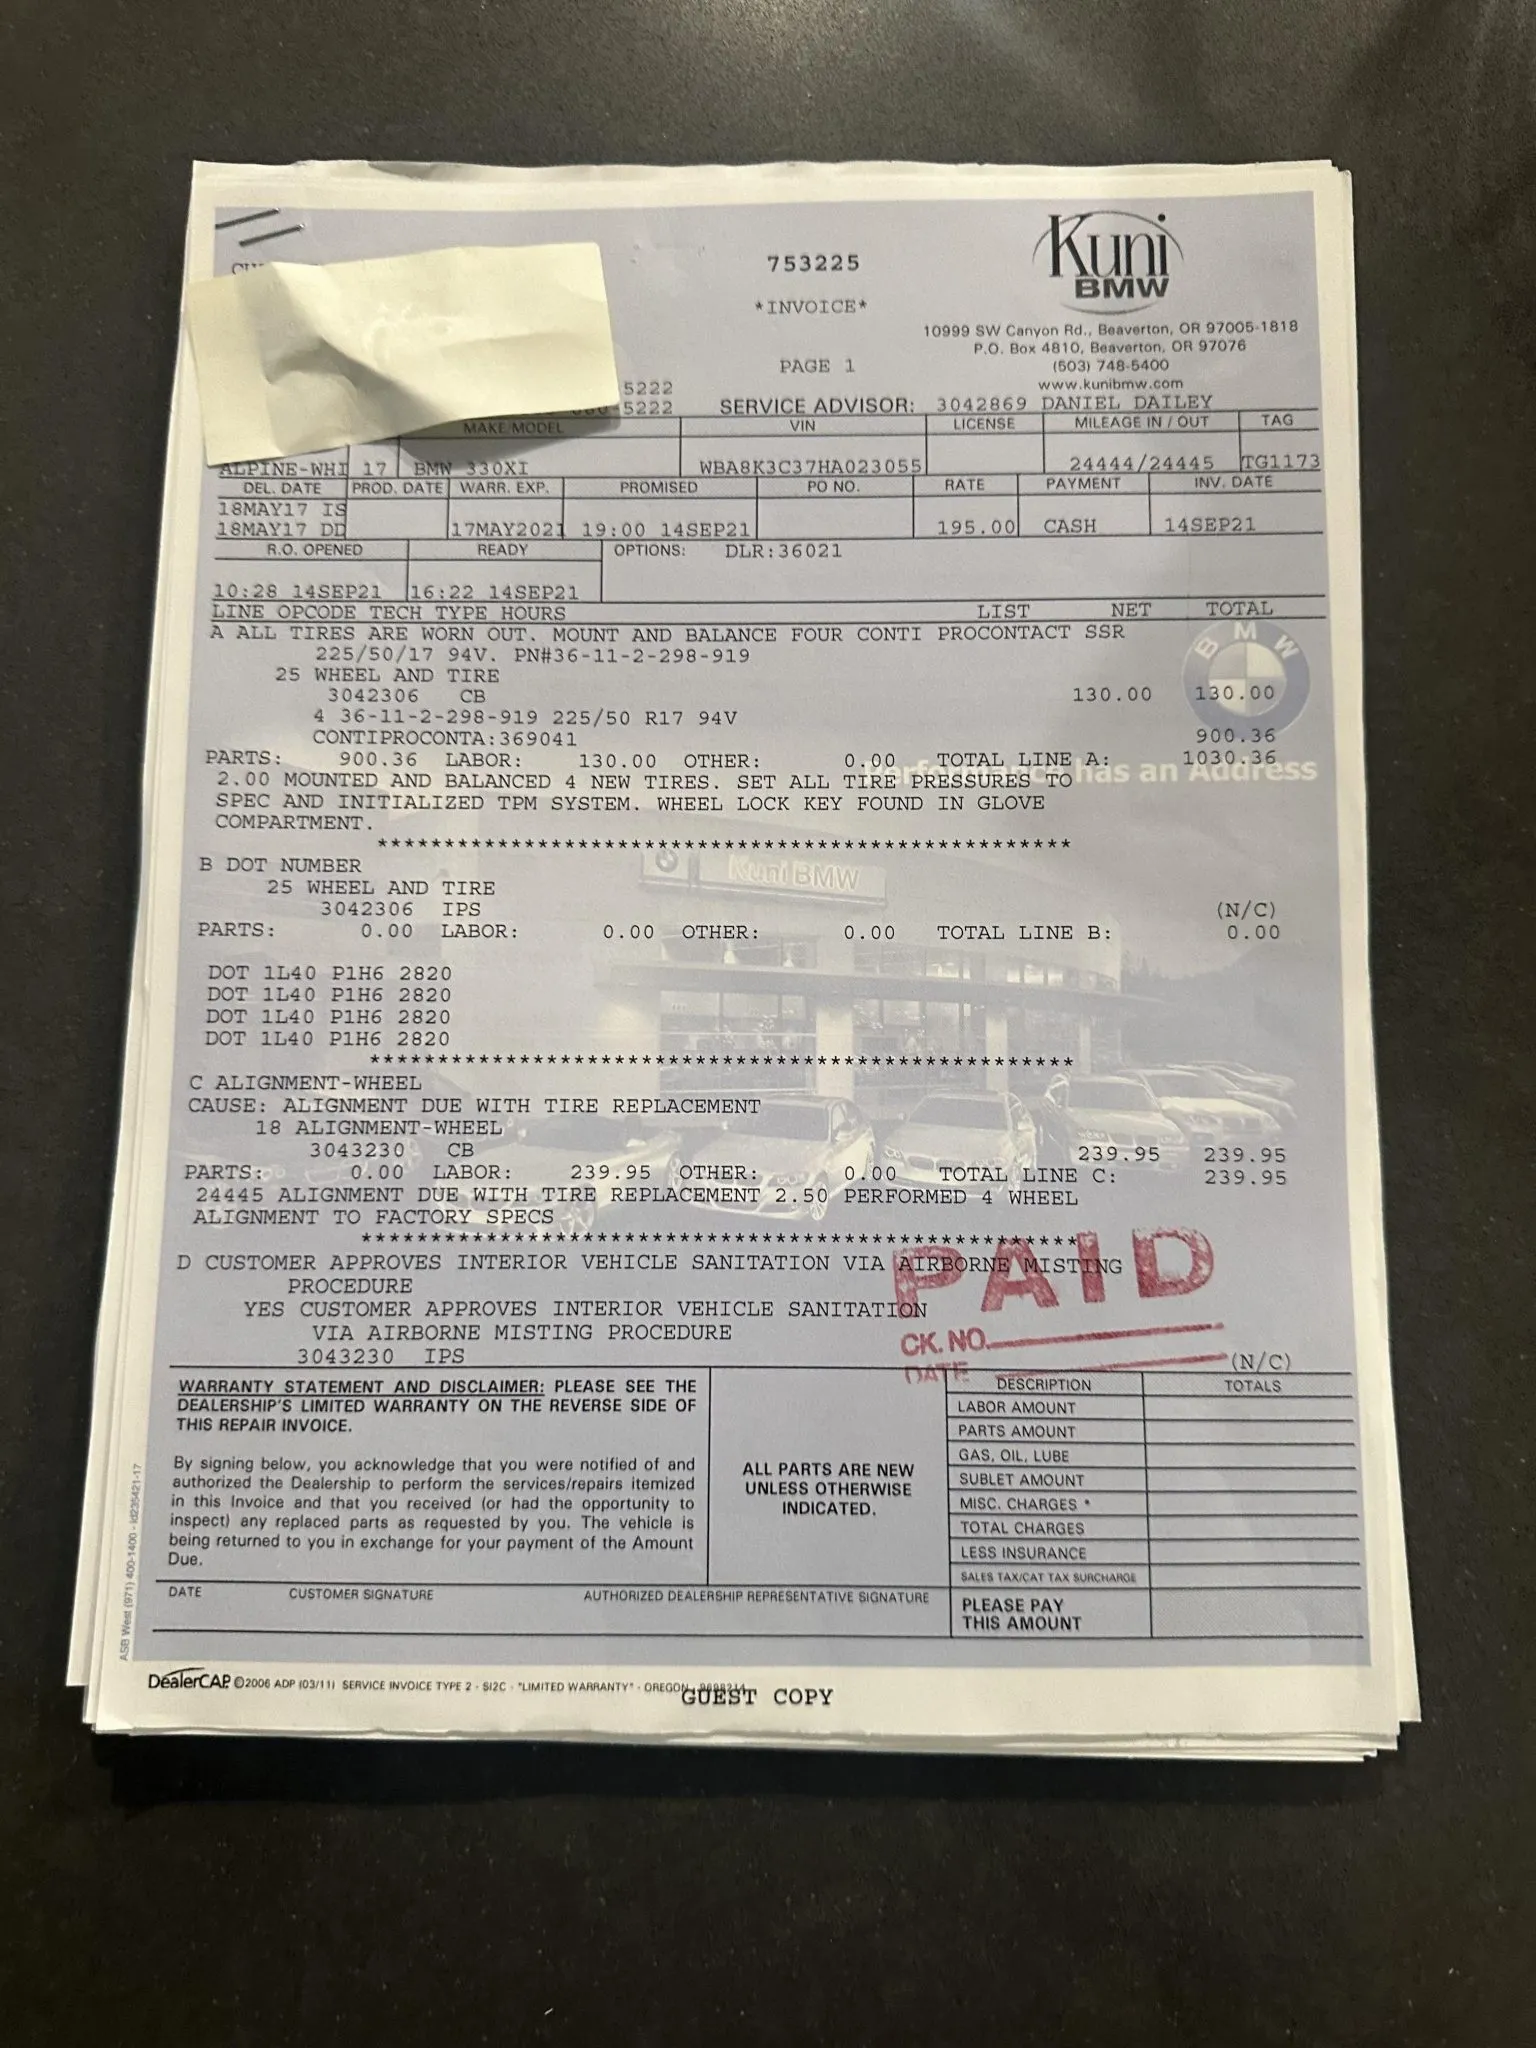 753225
*INVOICE*
PAGE 1
Kuni
BMW
10999 SW Canyon Rd., Beaverton, OR 97005-1818
P.O. Box 4810, Beaverton, OR 97076
(503) 748-5400
www.kunibmw.com
5222
5222
SERVICE ADVISOR: 3042869 DANIEL DAILEY
MAKE/MODEL VIN LICENSE MILEAGE IN / OUT TAG
ALPINE-WHI 17 BMW 330XI WBA8K3C37HA023055 24444/24445 TG1173
DEL. DATE PROD. DATE WARR. EXP. PROMISED PO NO. RATE PAYMENT INV. DATE
18MAY17 IS
18MAY17 DD 17MAY2021 19:00 14SEP21 195.00 CASH 14SEP21
R.O. OPENED READY OPTIONS: DLR:36021
10:28 14SEP21 16:22 14SEP21
LINE OPCODE TECH TYPE HOURS LIST NET TOTAL
A ALL TIRES ARE WORN OUT. MOUNT AND BALANCE FOUR CONTI PROCONTACT SSR
225/50/17 94V. PN#36-11-2-298-919
25 WHEEL AND TIRE
3042306 CB 130.00 130.00
4 36-11-2-298-919 225/50 R17 94V
CONTIPROCONTA:369041 900.36
PARTS: 900.36 LABOR: 130.00 OTHER: 0.00 TOTAL LINE A: 1030.36
Performance has an Address
2.00 MOUNTED AND BALANCED 4 NEW TIRES. SET ALL TIRE PRESSURES TO
SPEC AND INITIALIZED TPM SYSTEM. WHEEL LOCK KEY FOUND IN GLOVE
COMPARTMENT.
****************************************************
B DOT NUMBER
Kuni BMW
25 WHEEL AND TIRE
3042306 IPS (N/C)
PARTS: 0.00 LABOR: 0.00 OTHER: 0.00 TOTAL LINE B: 0.00
DOT 1L40 P1H6 2820
DOT 1L40 P1H6 2820
DOT 1L40 P1H6 2820
DOT 1L40 P1H6 2820
****************************************************
C ALIGNMENT-WHEEL
CAUSE: ALIGNMENT DUE WITH TIRE REPLACEMENT
18 ALIGNMENT-WHEEL
3043230 CB 239.95 239.95
PARTS: 0.00 LABOR: 239.95 OTHER: 0.00 TOTAL LINE C: 239.95
24445 ALIGNMENT DUE WITH TIRE REPLACEMENT 2.50 PERFORMED 4 WHEEL
ALIGNMENT TO FACTORY SPECS
****************************************************
D CUSTOMER APPROVES INTERIOR VEHICLE SANITATION VIA AIRBORNE MISTING
PROCEDURE
YES CUSTOMER APPROVES INTERIOR VEHICLE SANITATION
VIA AIRBORNE MISTING PROCEDURE
3043230 IPS (N/C)
PAID
CK. NO.
DATE
WARRANTY STATEMENT AND DISCLAIMER: PLEASE SEE THE
DEALERSHIP'S LIMITED WARRANTY ON THE REVERSE SIDE OF
THIS REPAIR INVOICE.
By signing below, you acknowledge that you were notified of and
authorized the Dealership to perform the services/repairs itemized
in this Invoice and that you received (or had the opportunity to
inspect) any replaced parts as requested by you. The vehicle is
being returned to you in exchange for your payment of the Amount
Due.
ALL PARTS ARE NEW
UNLESS OTHERWISE
INDICATED.
DESCRIPTION TOTALS
LABOR AMOUNT
PARTS AMOUNT
GAS, OIL, LUBE
SUBLET AMOUNT
MISC. CHARGES *
TOTAL CHARGES
LESS INSURANCE
SALES TAX/CAT TAX SURCHARGE
PLEASE PAY
THIS AMOUNT
DATE CUSTOMER SIGNATURE AUTHORIZED DEALERSHIP REPRESENTATIVE SIGNATURE
ASB West (971) 400-1400 - id235421-17
DealerCAP ©2006 ADP (03/11) SERVICE INVOICE TYPE 2 - SI2C - "LIMITED WARRANTY" - OREGON
GUEST COPY